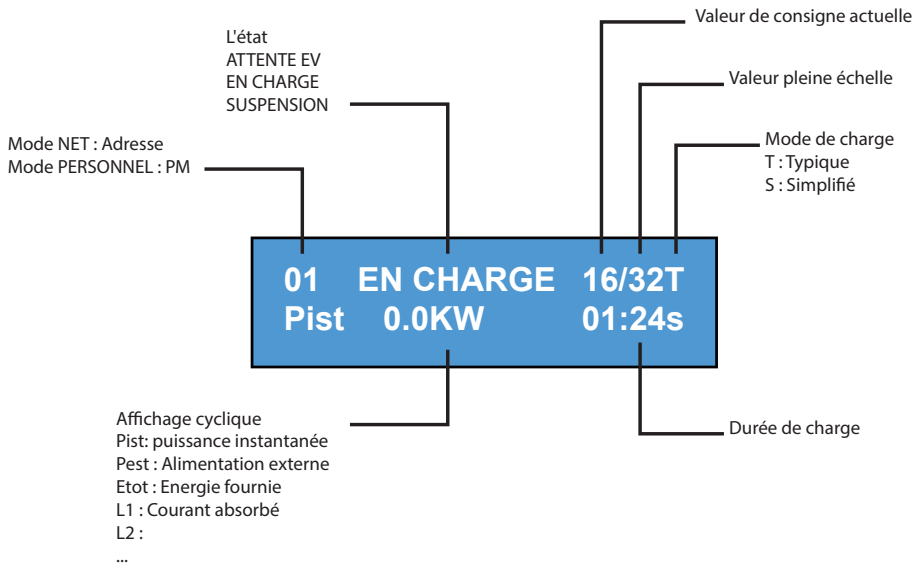 Valeur de consigne actuelle
L'état
ATTENTE EV
EN CHARGE
SUSPENSION
Valeur pleine échelle
Mode NET : Adresse
Mode PERSONNEL : PM
Mode de charge
T : Typique
S : Simplifié
01 EN CHARGE 16/32T
Pist 0.0KW 01:24s
Affichage cyclique
Pist: puissance instantanée
Pest : Alimentation externe
Etot : Energie fournie
L1 : Courant absorbé
L2 :
...
Durée de charge